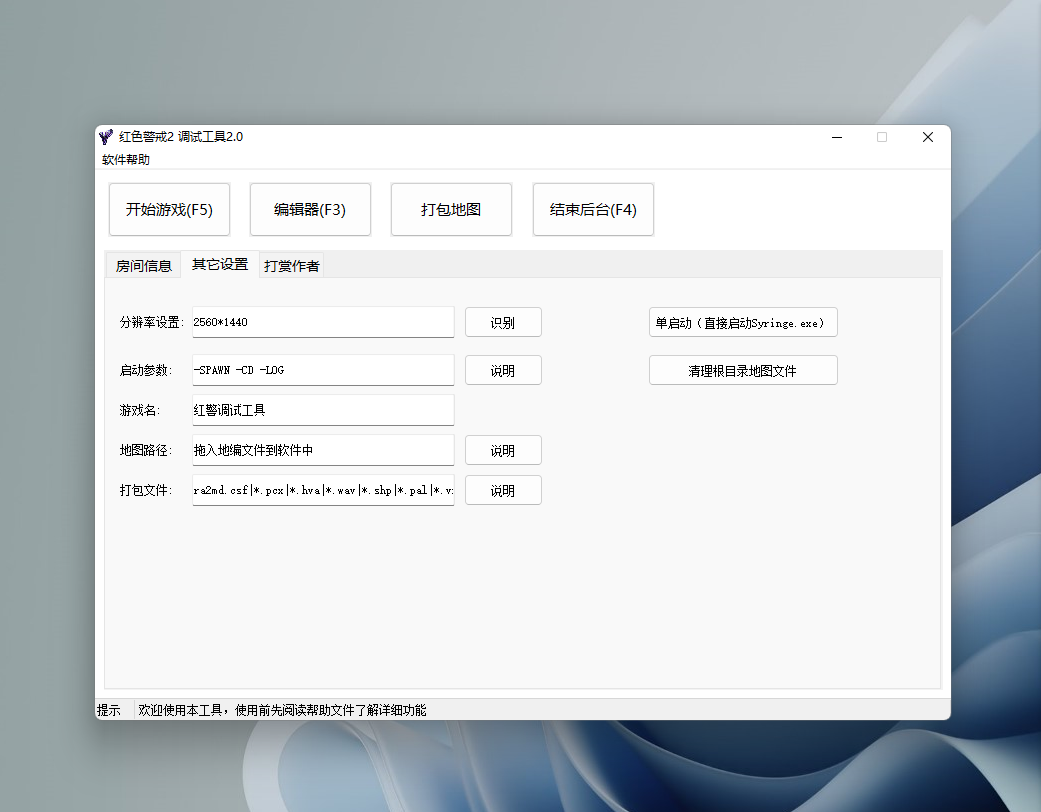 红色警戒2 调试工具2.0
软件帮助
开始游戏(F5) 编辑器(F3) 打包地图 结束后台(F4)
房间信息 其它设置 打赏作者
分辨率设置: 2560*1440 识别 单启动（直接启动Syringe.exe）
启动参数: -SPAWN -CD -LOG 说明 清理根目录地图文件
游戏名: 红警调试工具
地图路径: 拖入地编文件到软件中 说明
打包文件: ra2md.csf|*.pcx|*.hva|*.wav|*.shp|*.pal|*.v 说明
提示 欢迎使用本工具，使用前先阅读帮助文件了解详细功能